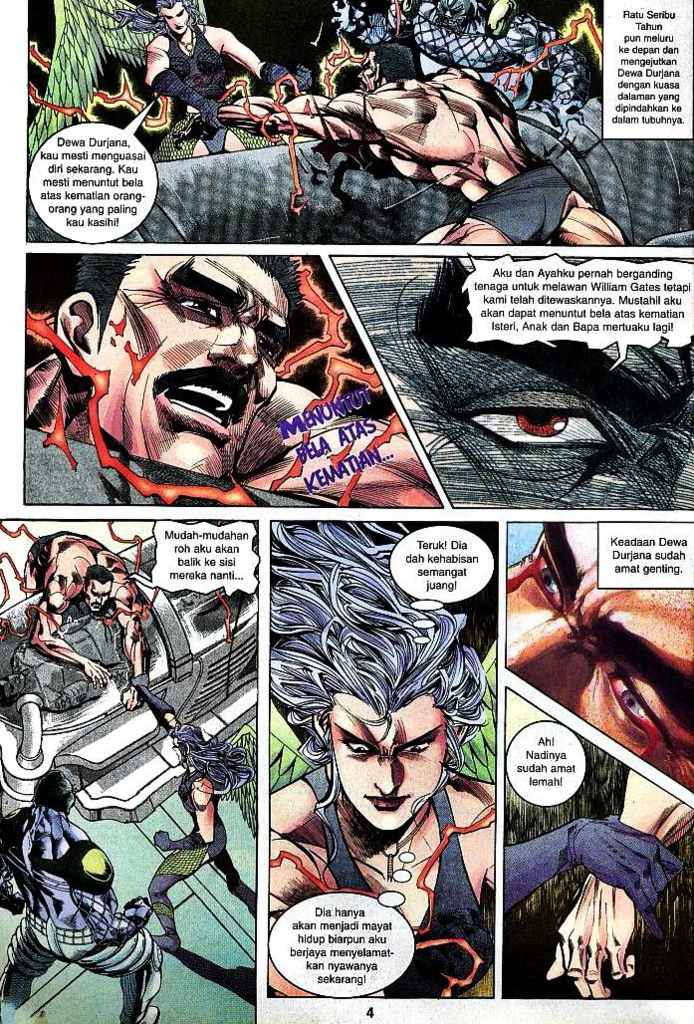 Ratu Seribu
Tahun
pun meluru
ke depan dan
mengejutkan
Dewa Durjana
dengan kuasa
dalaman yang
dipindahkan ke
dalam tubuhnya.
Dewa Durjana,
kau mesti menguasai
diri sekarang. Kau
mesti menuntut bela
atas kematian orang-
orang yang paling
kau kasihi!
MENUNTUT
BELA ATAS
KEMATIAN...
Aku dan Ayahku pernah berganding
tenaga untuk melawan William Gates tetapi
kami telah ditewaskannya. Mustahil aku
akan dapat menuntut bela atas kematian
Isteri, Anak dan Bapa mertuaku lagi!
Mudah-mudahan
roh aku akan
balik ke sisi
mereka nanti...
Teruk! Dia
dah kehabisan
semangat
juang!
Dia hanya
akan menjadi mayat
hidup biarpun aku
berjaya menyelamat-
kan nyawanya
sekarang!
Keadaan Dewa
Durjana sudah
amat genting.
Ah!
Nadinya
sudah amat
lemah!
4